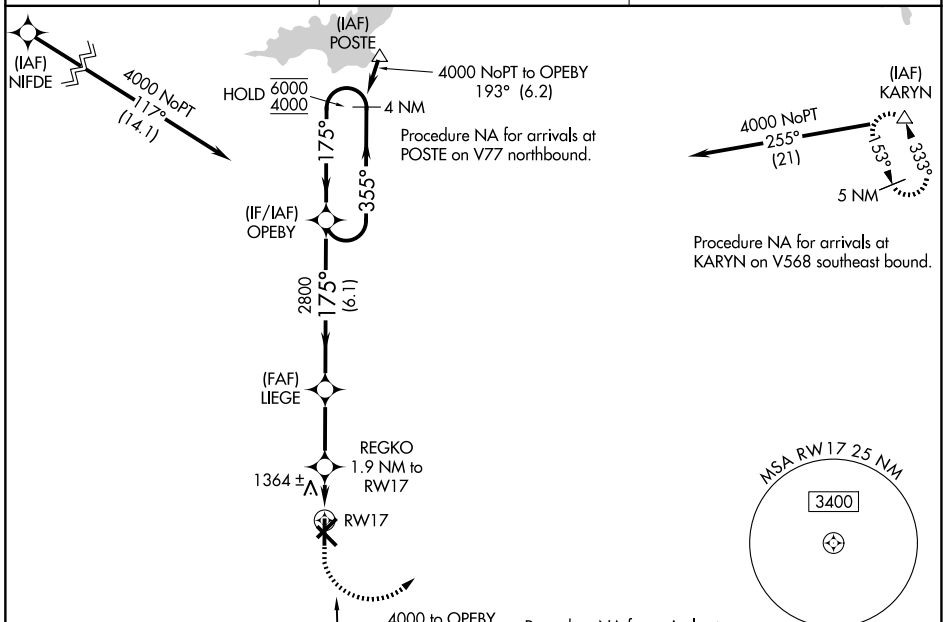 (IAF)
NIFDE
4000 NoPT
117°
(14.1)
(IAF)
POSTE
4000 NoPT to OPEBY
193° (6.2)
HOLD
6000
4000
4 NM
175°
355°
Procedure NA for arrivals at
POSTE on V77 northbound.
(IAF)
KARYN
4000 NoPT
255°
(21)
153°
333°
5 NM
Procedure NA for arrivals at
KARYN on V568 southeast bound.
(IF/IAF)
OPEBY
2800
175°
(6.1)
(FAF)
LIEGE
REGKO
1.9 NM to
RW17
1364 ±
RW17
MSA RW17 25 NM
3400
4000 to OPEBY